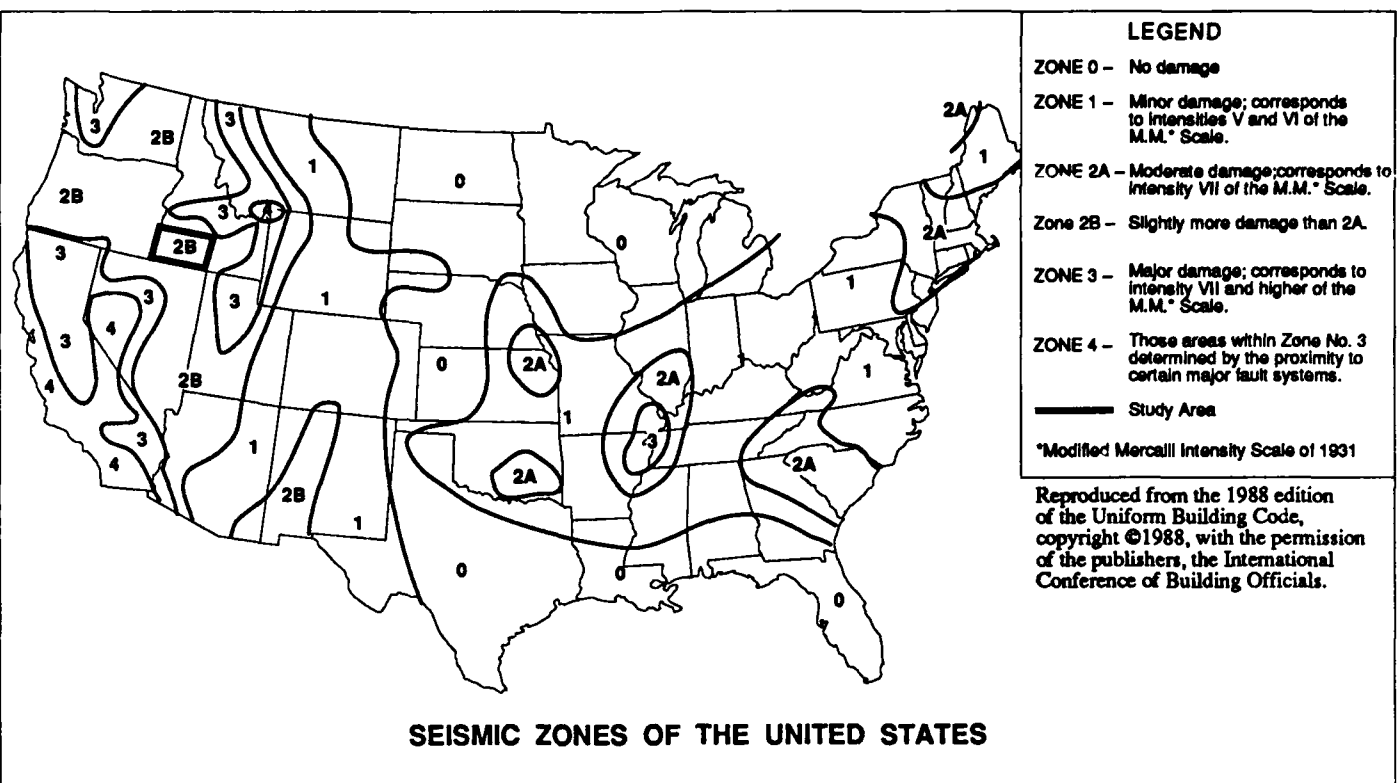 LEGEND
ZONE 0 – No damage
ZONE 1 – Minor damage; corresponds
to intensities V and VI of the
M.M.* Scale.
ZONE 2A – Moderate damage;corresponds to
intensity VII of the M.M.* Scale.
Zone 2B – Slightly more damage than 2A.
ZONE 3 – Major damage; corresponds to
intensity VII and higher of the
M.M.* Scale.
ZONE 4 – Those areas within Zone No. 3
determined by the proximity to
certain major fault systems.
Study Area
*Modified Mercalli Intensity Scale of 1931
Reproduced from the 1988 edition
of the Uniform Building Code,
copyright ©1988, with the permission
of the publishers, the International
Conference of Building Officials.
2A
3
3
2B
1
1
0
2B
3
4
2A
2B
0
3
3
3
1
1
4
3
0
2A
2A
1
4
2B
1
3
1
3
2A
4
2A
2B
1
0
0
0
SEISMIC ZONES OF THE UNITED STATES